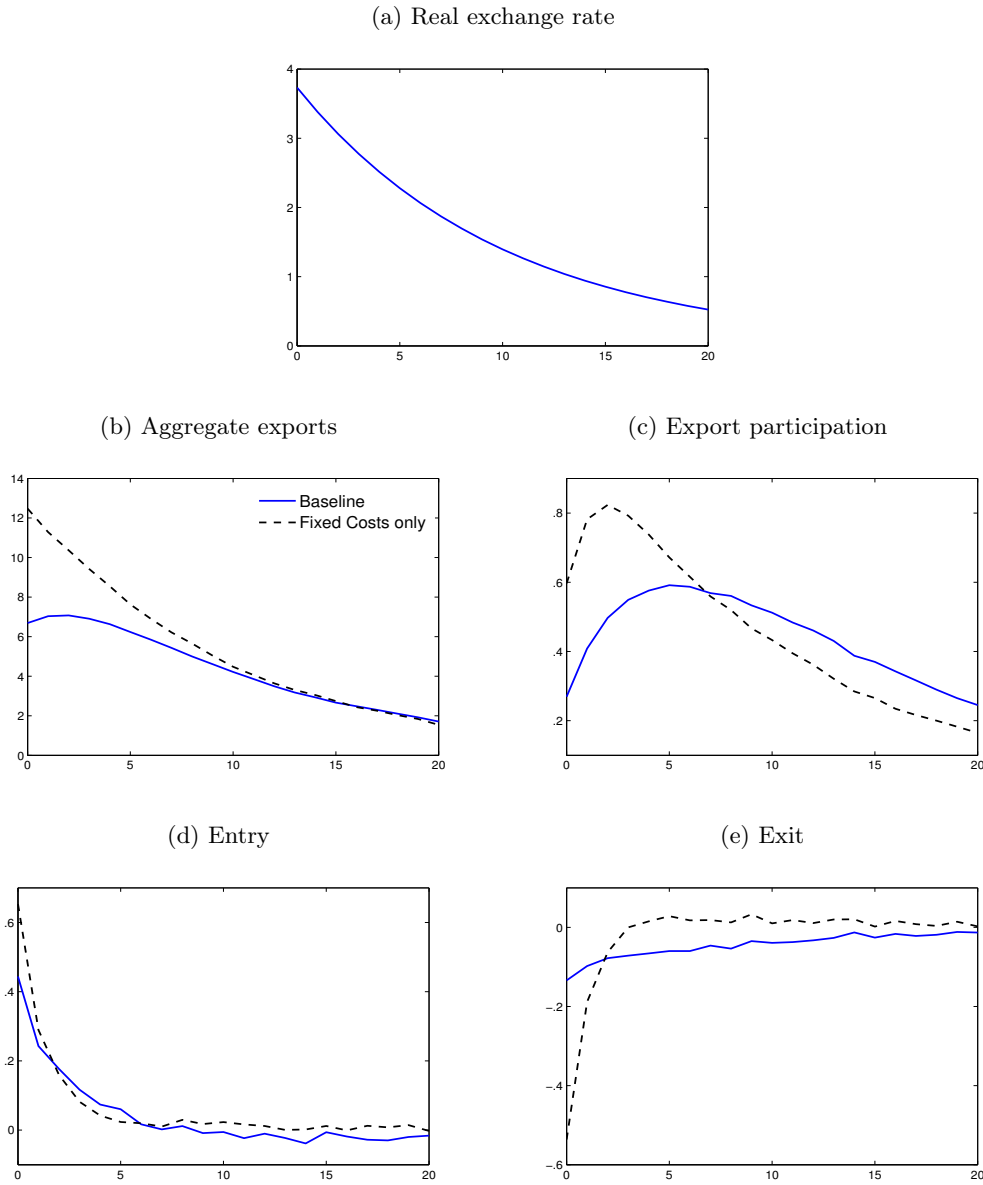 (a) Real exchange rate
4
3
2
1
0
0 5 10 15 20
(b) Aggregate exports
14
12
10
8
6
4
2
0
0 5 10 15 20
Baseline
Fixed Costs only
(c) Export participation
.8
.6
.4
.2
0 5 10 15 20
(d) Entry
.6
.4
.2
0
0 5 10 15 20
(e) Exit
0
−.2
−.4
−.6
0 5 10 15 20